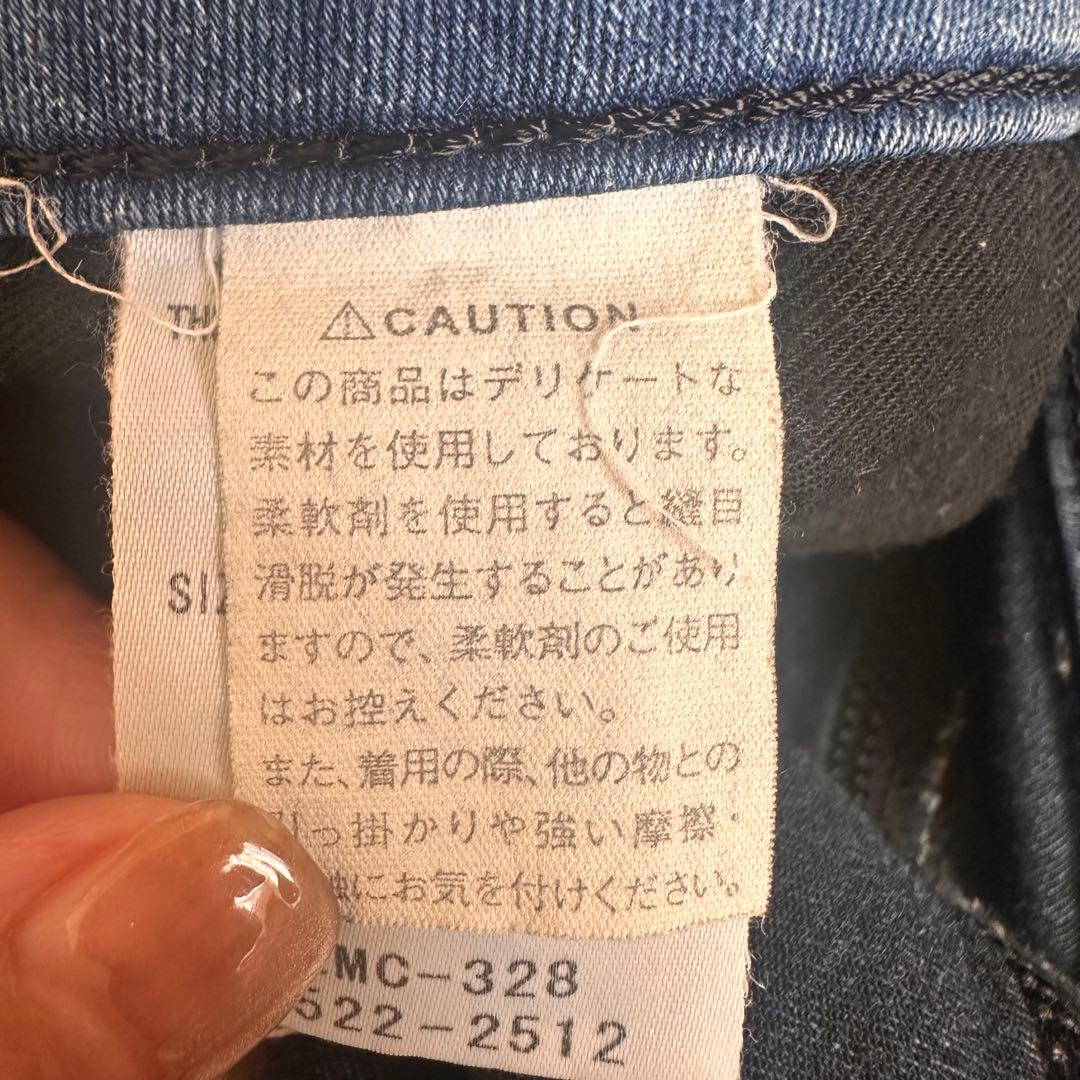 ⚠CAUTION
この商品はデリケートな
素材を使用しております。
柔軟剤を使用すると縫目
滑脱が発生することがあり
ますので、柔軟剤のご使用
はお控えください。
また、着用の際、他の物との
引っ掛かりや強い摩擦・
にお気を付けください。
TH
SIZ
-MC-328
522-2512